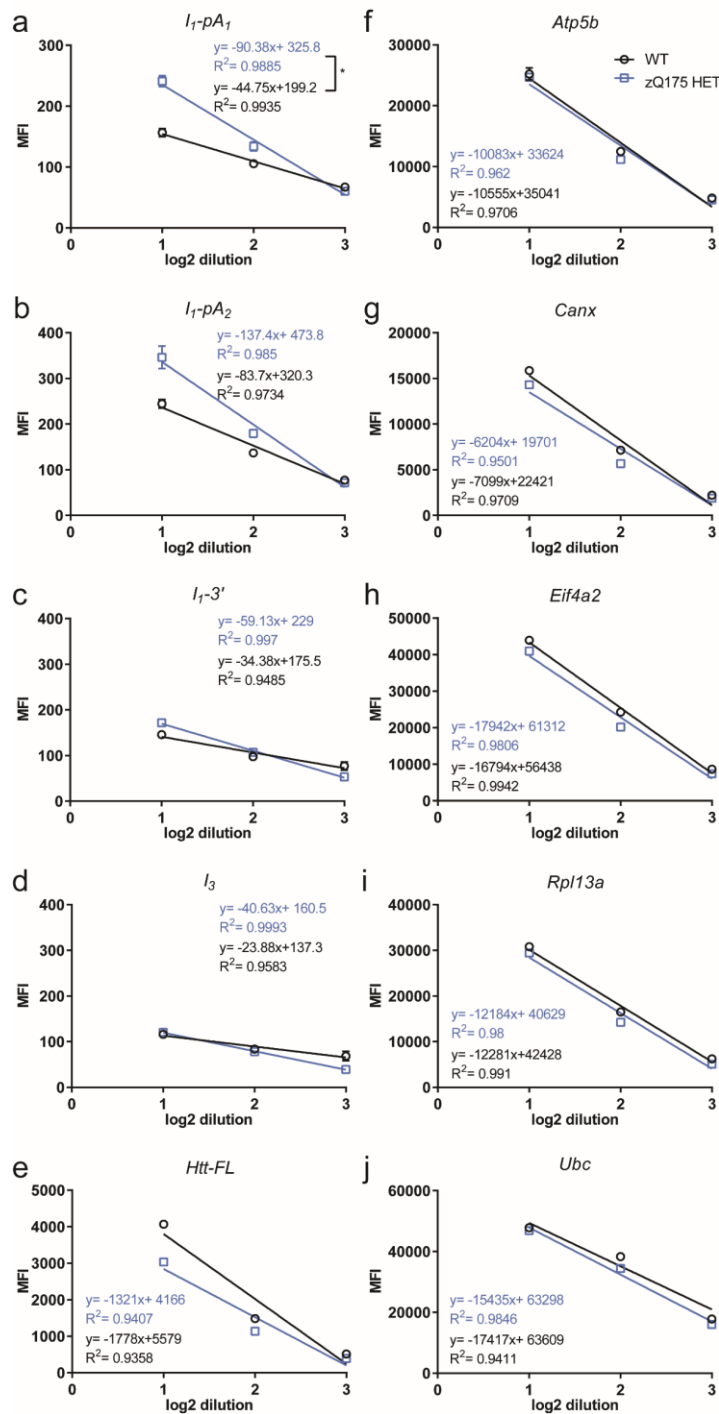 a
I₁-pA₁
300
200
100
0
MFI
y= -90.38x+ 325.8
R²= 0.9885
*
y= -44.75x+199.2
R²= 0.9935
0 1 2 3
log2 dilution
f
Atp5b
30000
20000
10000
0
MFI
WT
zQ175 HET
y= -10083x+ 33624
R²= 0.962
y= -10555x+35041
R²= 0.9706
0 1 2 3
log2 dilution
b
I₁-pA₂
400
300
200
100
0
MFI
y= -137.4x+ 473.8
R²= 0.985
y= -83.7x+320.3
R²= 0.9734
0 1 2 3
log2 dilution
g
Canx
20000
15000
10000
5000
0
MFI
y= -6204x+ 19701
R²= 0.9501
y= -7099x+22421
R²= 0.9709
0 1 2 3
log2 dilution
c
I₁-3'
400
300
200
100
0
MFI
y= -59.13x+ 229
R²= 0.997
y= -34.38x+175.5
R²= 0.9485
0 1 2 3
log2 dilution
h
Eif4a2
50000
40000
30000
20000
10000
0
MFI
y= -17942x+ 61312
R²= 0.9806
y= -16794x+56438
R²= 0.9942
0 1 2 3
log2 dilution
d
I₃
400
300
200
100
0
MFI
y= -40.63x+ 160.5
R²= 0.9993
y= -23.88x+137.3
R²= 0.9583
0 1 2 3
log2 dilution
i
Rpl13a
40000
30000
20000
10000
0
MFI
y= -12184x+ 40629
R²= 0.98
y= -12281x+42428
R²= 0.991
0 1 2 3
log2 dilution
e
Htt-FL
5000
4000
3000
2000
1000
0
MFI
y= -1321x+ 4166
R²= 0.9407
y= -1778x+5579
R²= 0.9358
0 1 2 3
log2 dilution
j
Ubc
60000
40000
20000
0
MFI
y= -15435x+ 63298
R²= 0.9846
y= -17417x+ 63609
R²= 0.9411
0 1 2 3
log2 dilution